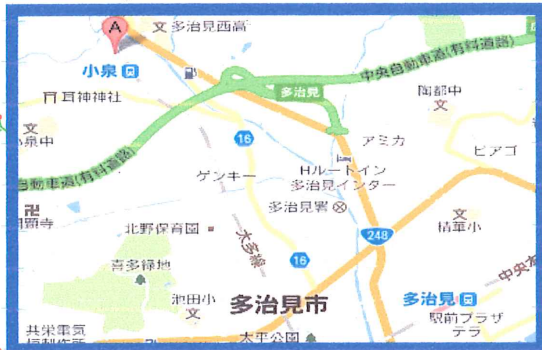 A
多治見西高
小泉
中央自動車道(有料道路)
多治見
陶都中
耳神神社
小泉中
16
アミカ
ピアゴ
自動車道(有料道路)
ゲンキー
Hルートイン
多治見インター
多治見署
精華小
北野保育園
248
太多線
喜多緑地
16
中央
池田小
多治見市
多治見
駅前プラザ
テラ
共栄電気
太平公園